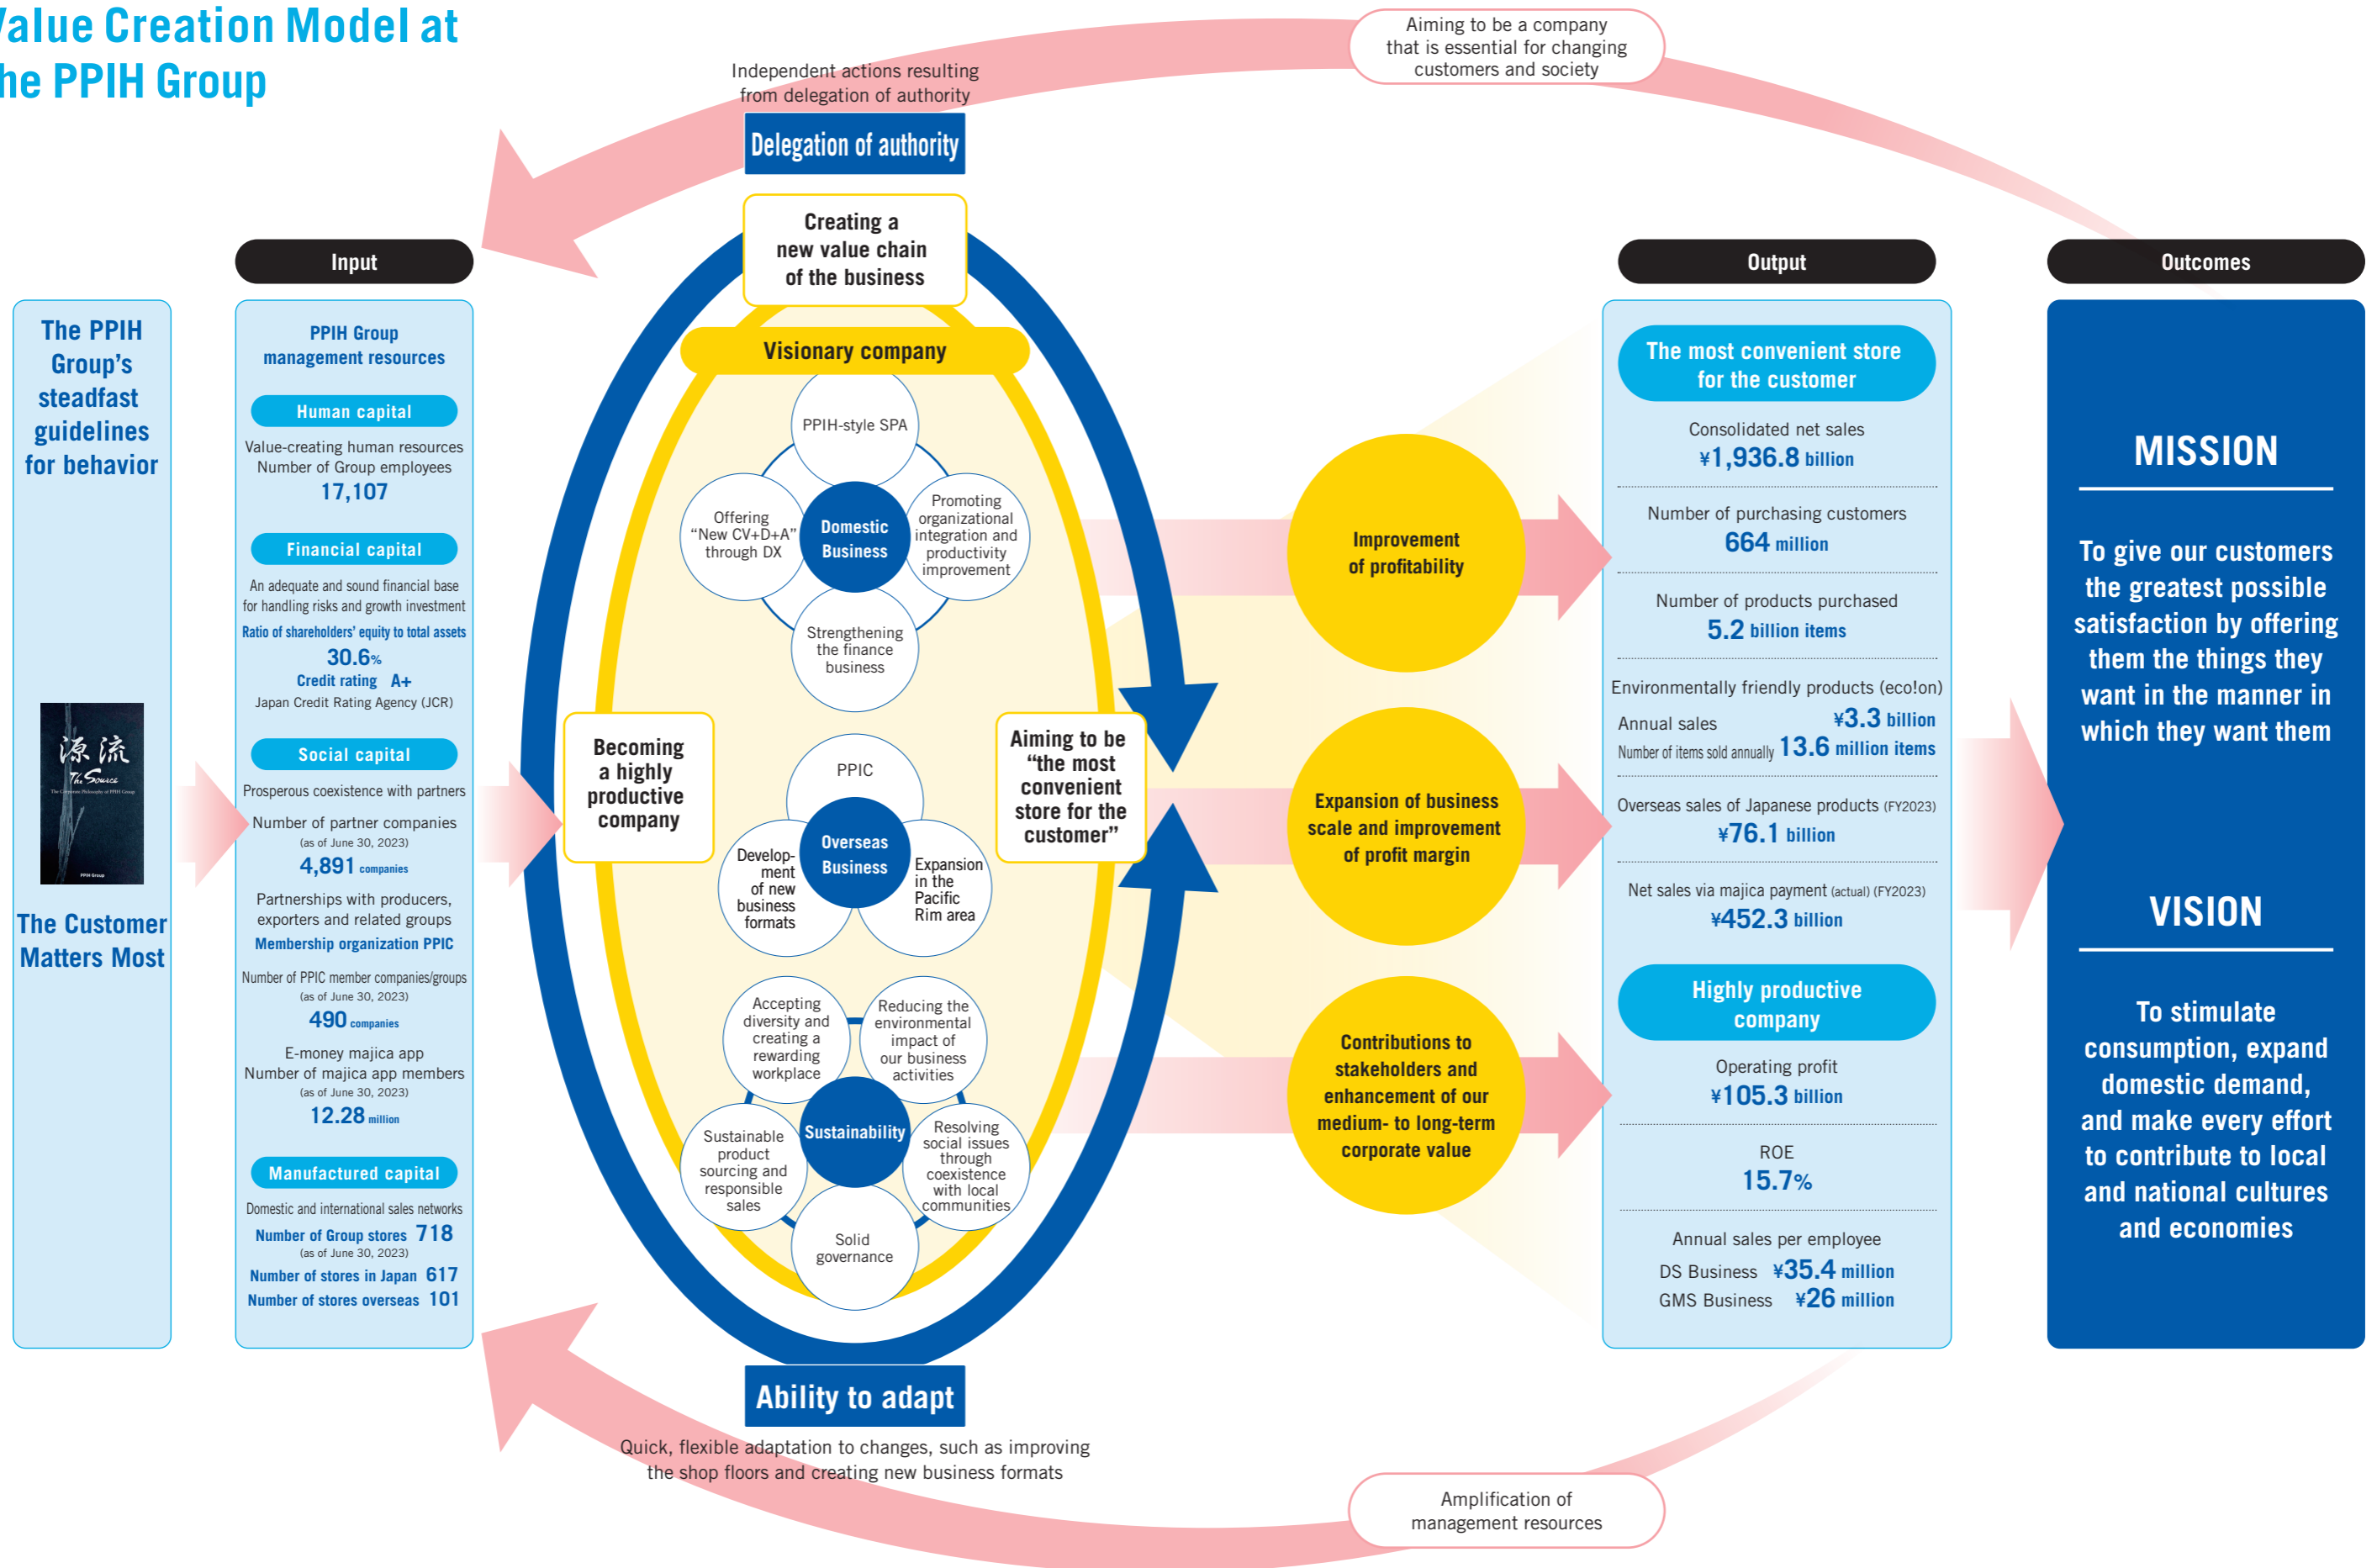 Value Creation Model at
the PPIH Group
Independent actions resulting
from delegation of authority
Delegation of authority
Aiming to be a company
that is essential for changing
customers and society
The PPIH
Group's
steadfast
guidelines
for behavior
源流
The Source
The Corporate Philosophy of PPIH Group
PPIH Group
The Customer
Matters Most
Input
PPIH Group
management resources
Human capital
Value-creating human resources
Number of Group employees
17,107
Financial capital
An adequate and sound financial base
for handling risks and growth investment
Ratio of shareholders' equity to total assets
30.6%
Credit rating A+
Japan Credit Rating Agency (JCR)
Social capital
Prosperous coexistence with partners
Number of partner companies
(as of June 30, 2023)
4,891 companies
Partnerships with producers,
exporters and related groups
Membership organization PPIC
Number of PPIC member companies/groups
(as of June 30, 2023)
490 companies
E-money majica app
Number of majica app members
(as of June 30, 2023)
12.28 million
Manufactured capital
Domestic and international sales networks
Number of Group stores 718
(as of June 30, 2023)
Number of stores in Japan 617
Number of stores overseas 101
Creating a
new value chain
of the business
Visionary company
PPIH-style SPA
Offering
“New CV+D+A”
through DX
Domestic
Business
Promoting
organizational
integration and
productivity
improvement
Strengthening
the finance
business
Becoming
a highly
productive
company
Aiming to be
“the most
convenient
store for the
customer”
PPIC
Overseas
Business
Develop-
ment
of new
business
formats
Expansion
in the
Pacific
Rim area
Accepting
diversity and
creating a
rewarding
workplace
Reducing the
environmental
impact of
our business
activities
Sustainability
Sustainable
product
sourcing and
responsible
sales
Resolving
social issues
through
coexistence
with local
communities
Solid
governance
Ability to adapt
Quick, flexible adaptation to changes, such as improving
the shop floors and creating new business formats
Improvement
of profitability
Expansion of business
scale and improvement
of profit margin
Contributions to
stakeholders and
enhancement of our
medium- to long-term
corporate value
Output
The most convenient store
for the customer
Consolidated net sales
¥1,936.8 billion
Number of purchasing customers
664 million
Number of products purchased
5.2 billion items
Environmentally friendly products (eco!on)
Annual sales ¥3.3 billion
Number of items sold annually 13.6 million items
Overseas sales of Japanese products (FY2023)
¥76.1 billion
Net sales via majica payment (actual) (FY2023)
¥452.3 billion
Highly productive
company
Operating profit
¥105.3 billion
ROE
15.7%
Annual sales per employee
DS Business ¥35.4 million
GMS Business ¥26 million
Outcomes
MISSION
To give our customers
the greatest possible
satisfaction by offering
them the things they
want in the manner in
which they want them
VISION
To stimulate
consumption, expand
domestic demand,
and make every effort
to contribute to local
and national cultures
and economies
Amplification of
management resources